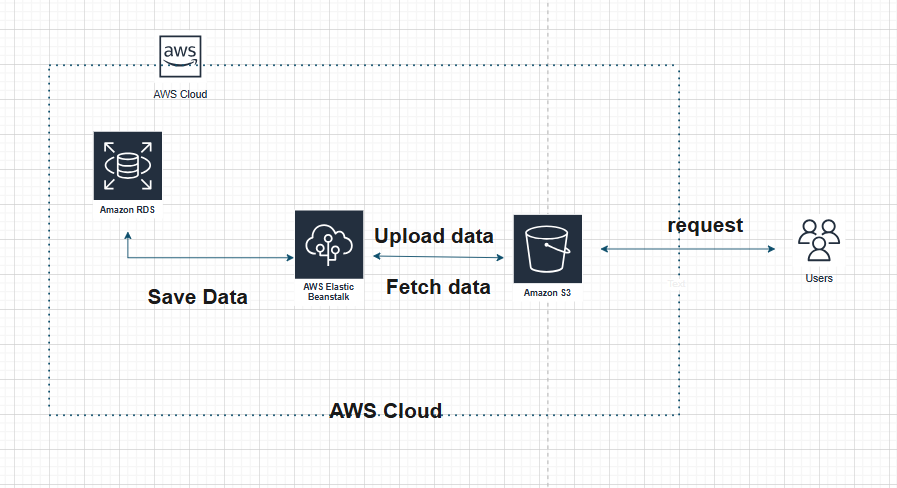 aws
AWS Cloud
Amazon RDS
request
Upload data
Users
Fetch data
AWS Elastic
Beanstalk
Amazon S3
Save Data
Text
AWS Cloud